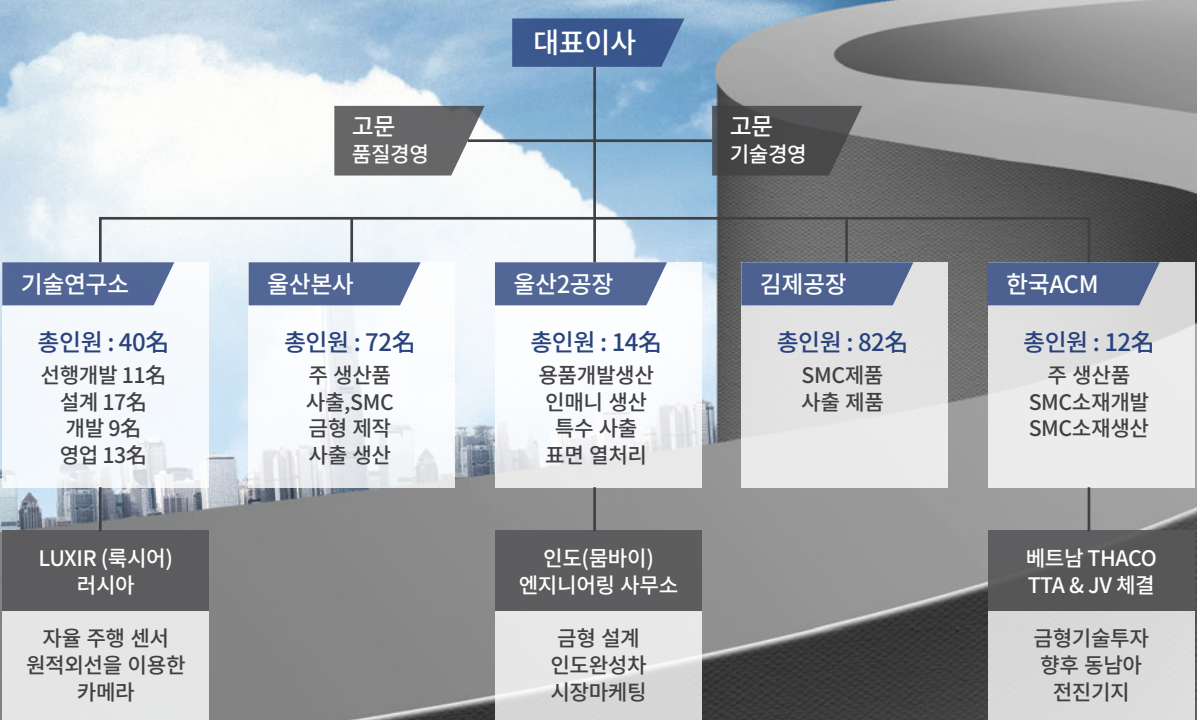 대표이사
고문
품질경영
고문
기술경영
기술연구소
총인원 : 40名
선행개발 11名
설계 17名
개발 9名
영업 13名
울산본사
총인원 : 72名
주 생산품
사출,SMC
금형 제작
사출 생산
울산2공장
총인원 : 14名
용품개발생산
인매니 생산
특수 사출
표면 열처리
김제공장
총인원 : 82名
SMC제품
사출 제품
한국ACM
총인원 : 12名
주 생산품
SMC소재개발
SMC소재생산
LUXIR (룩시어)
러시아
자율 주행 센서
원적외선을 이용한
카메라
인도(뭄바이)
엔지니어링 사무소
금형 설계
인도완성차
시장마케팅
베트남 THACO
TTA & JV 체결
금형기술투자
향후 동남아
전진기지